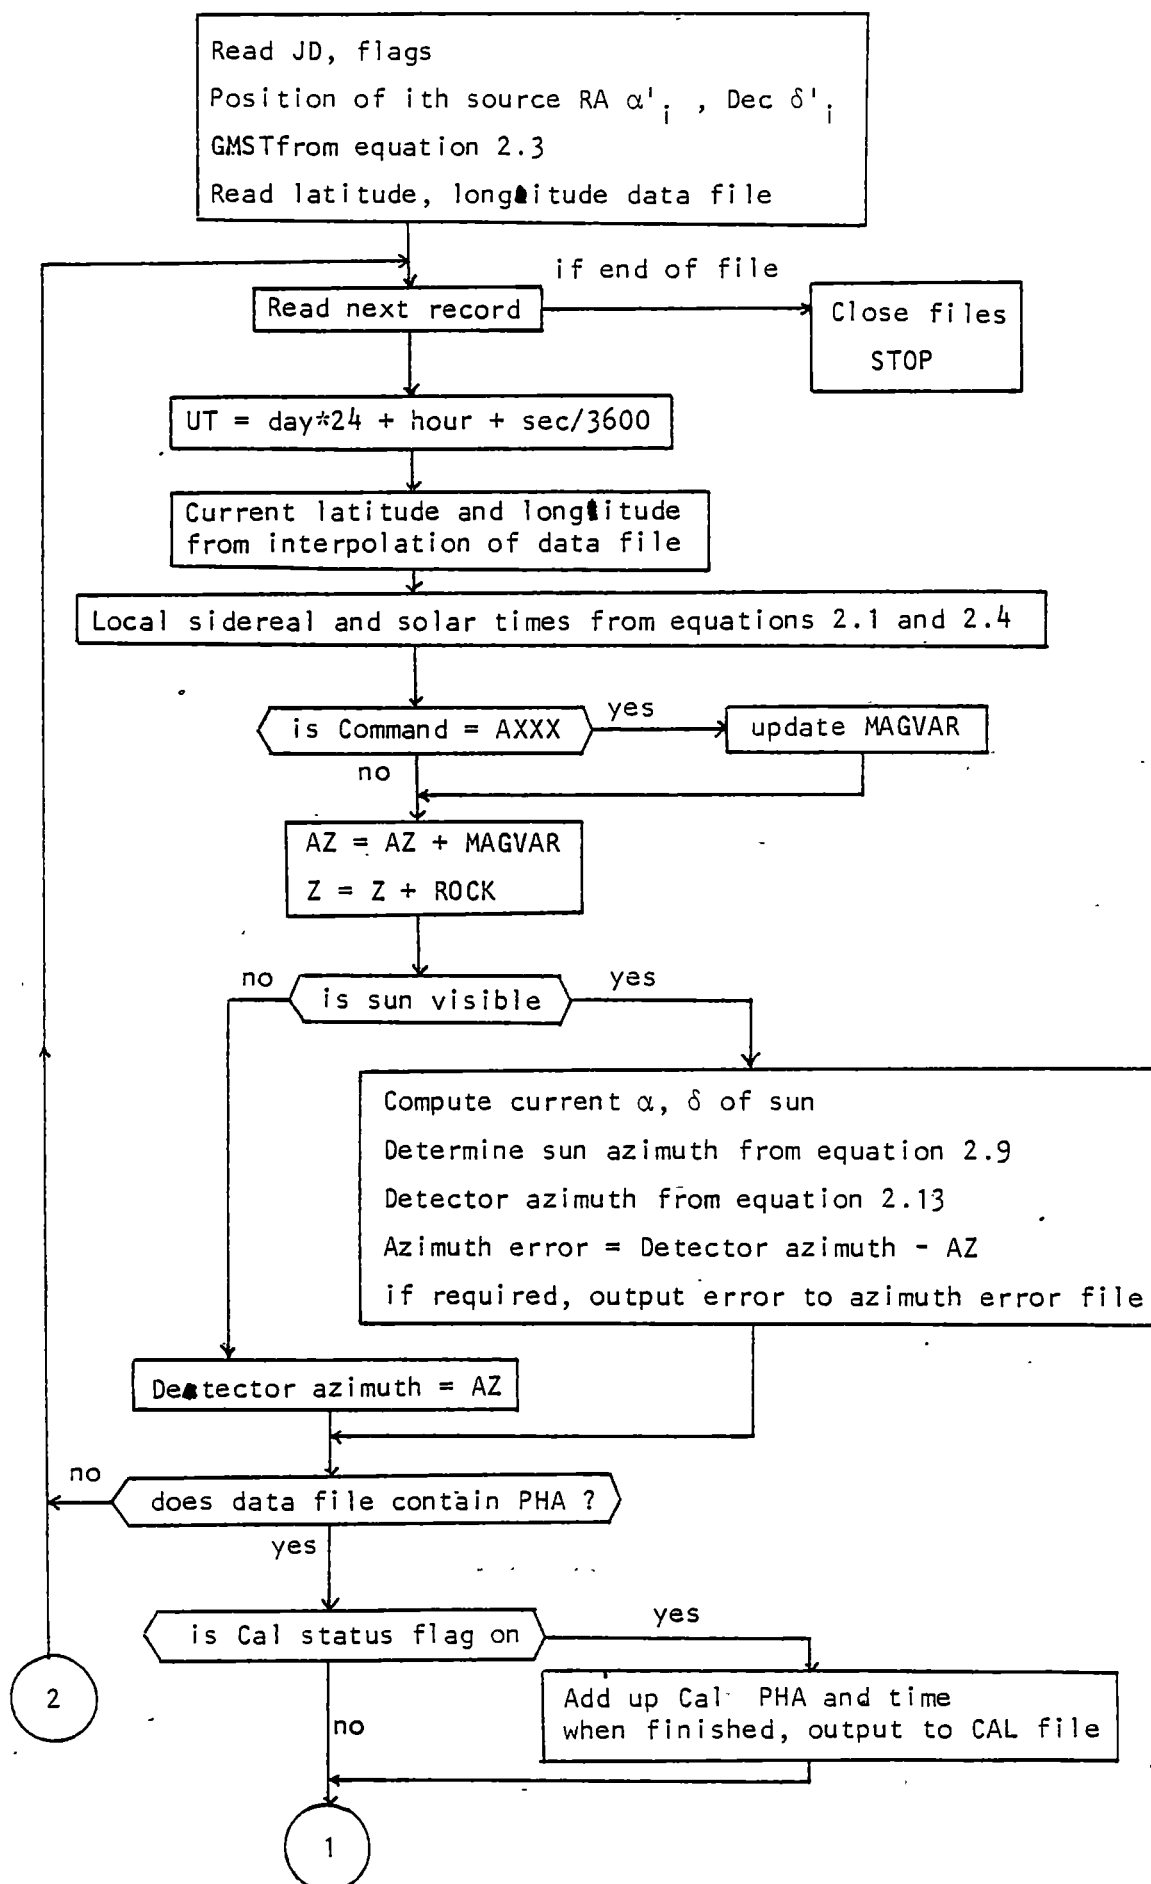 Read JD, flags
Position of ith source RA α'i , Dec δ'i
GMSTfrom equation 2.3
Read latitude, longitude data file
if end of file
Read next record
Close files
STOP
UT = day*24 + hour + sec/3600
Current latitude and longitude
from interpolation of data file
Local sidereal and solar times from equations 2.1 and 2.4
is Command = AXXX
yes
update MAGVAR
no
AZ = AZ + MAGVAR
Z = Z + ROCK
no
is sun visible
yes
Compute current α, δ of sun
Determine sun azimuth from equation 2.9
Detector azimuth from equation 2.13
Azimuth error = Detector azimuth - AZ
if required, output error to azimuth error file
Detector azimuth = AZ
no
does data file contain PHA ?
yes
is Cal status flag on
yes
2
Add up Cal PHA and time
when finished, output to CAL file
no
1